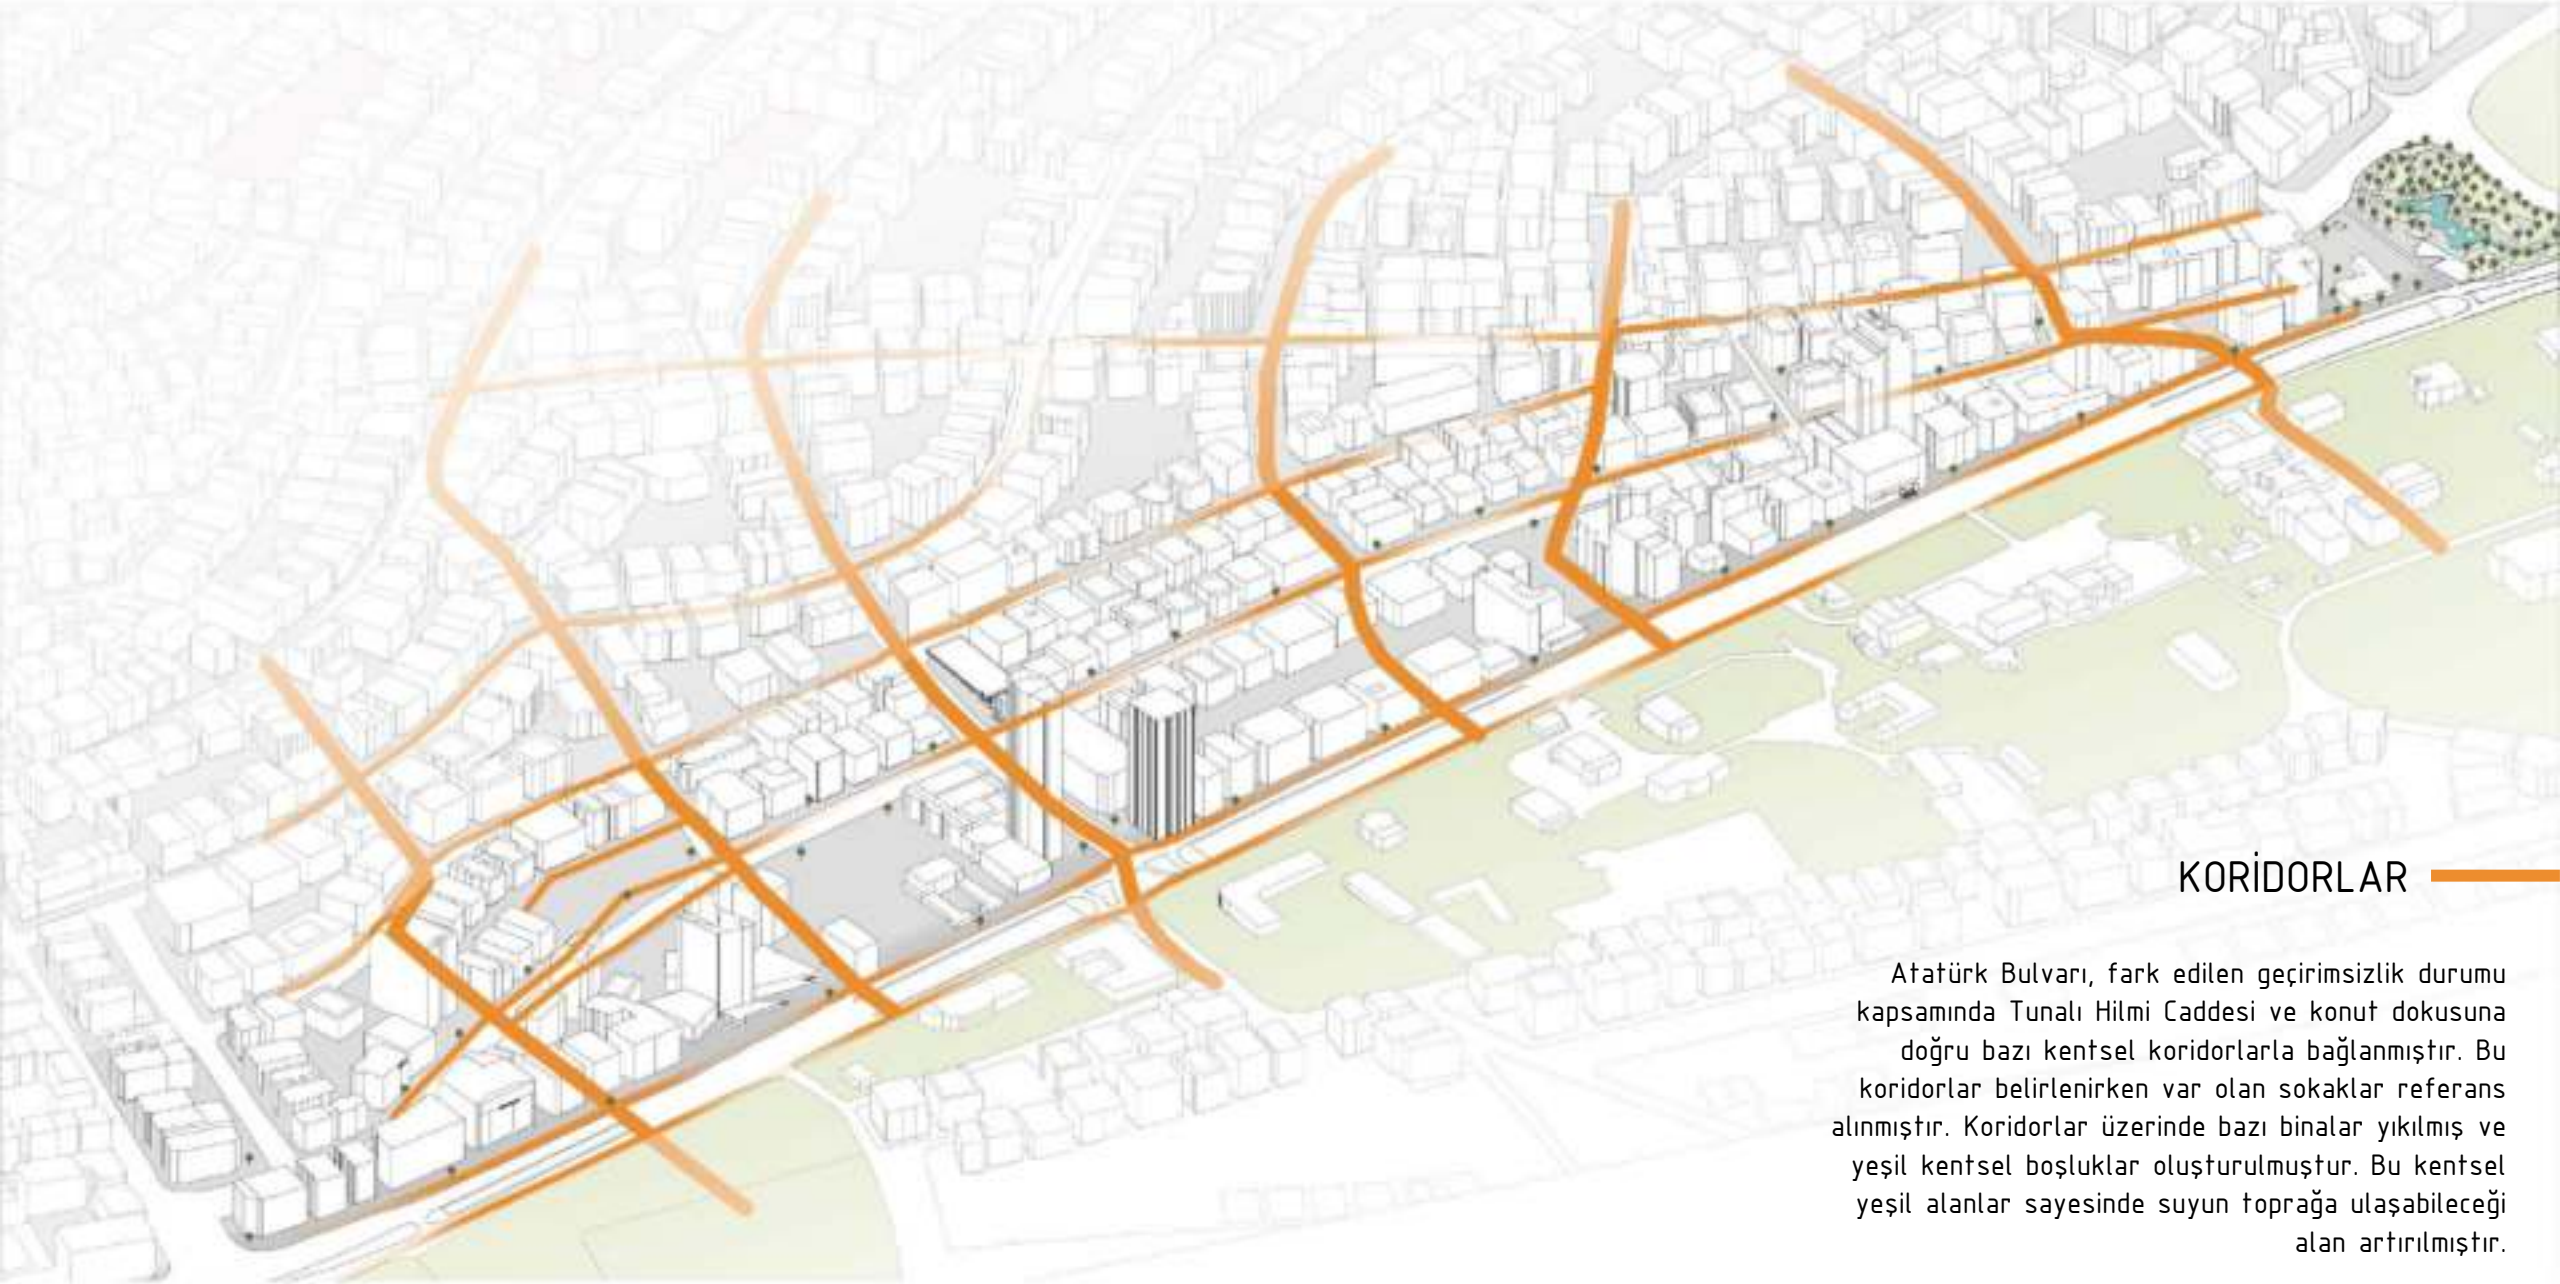 KORİDORLAR
Atatürk Bulvarı, fark edilen geçirimsizlik durumu
kapsamında Tunalı Hilmi Caddesi ve konut dokusuna
doğru bazı kentsel koridorlarla bağlanmıştır. Bu
koridorlar belirlenirken var olan sokaklar referans
alınmıştır. Koridorlar üzerinde bazı binalar yıkılmış ve
yeşil kentsel boşluklar oluşturulmuştur. Bu kentsel
yeşil alanlar sayesinde suyun toprağa ulaşabileceği
alan artırılmıştır.